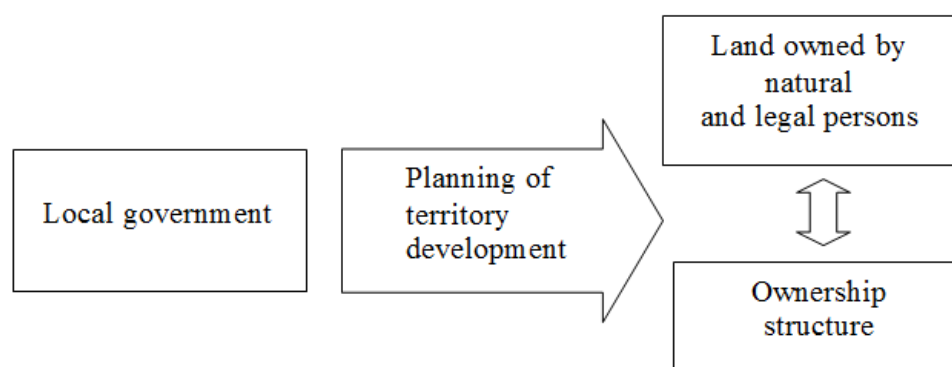 Local government
Planning of
territory
development
Land owned by
natural
and legal persons
Ownership
structure